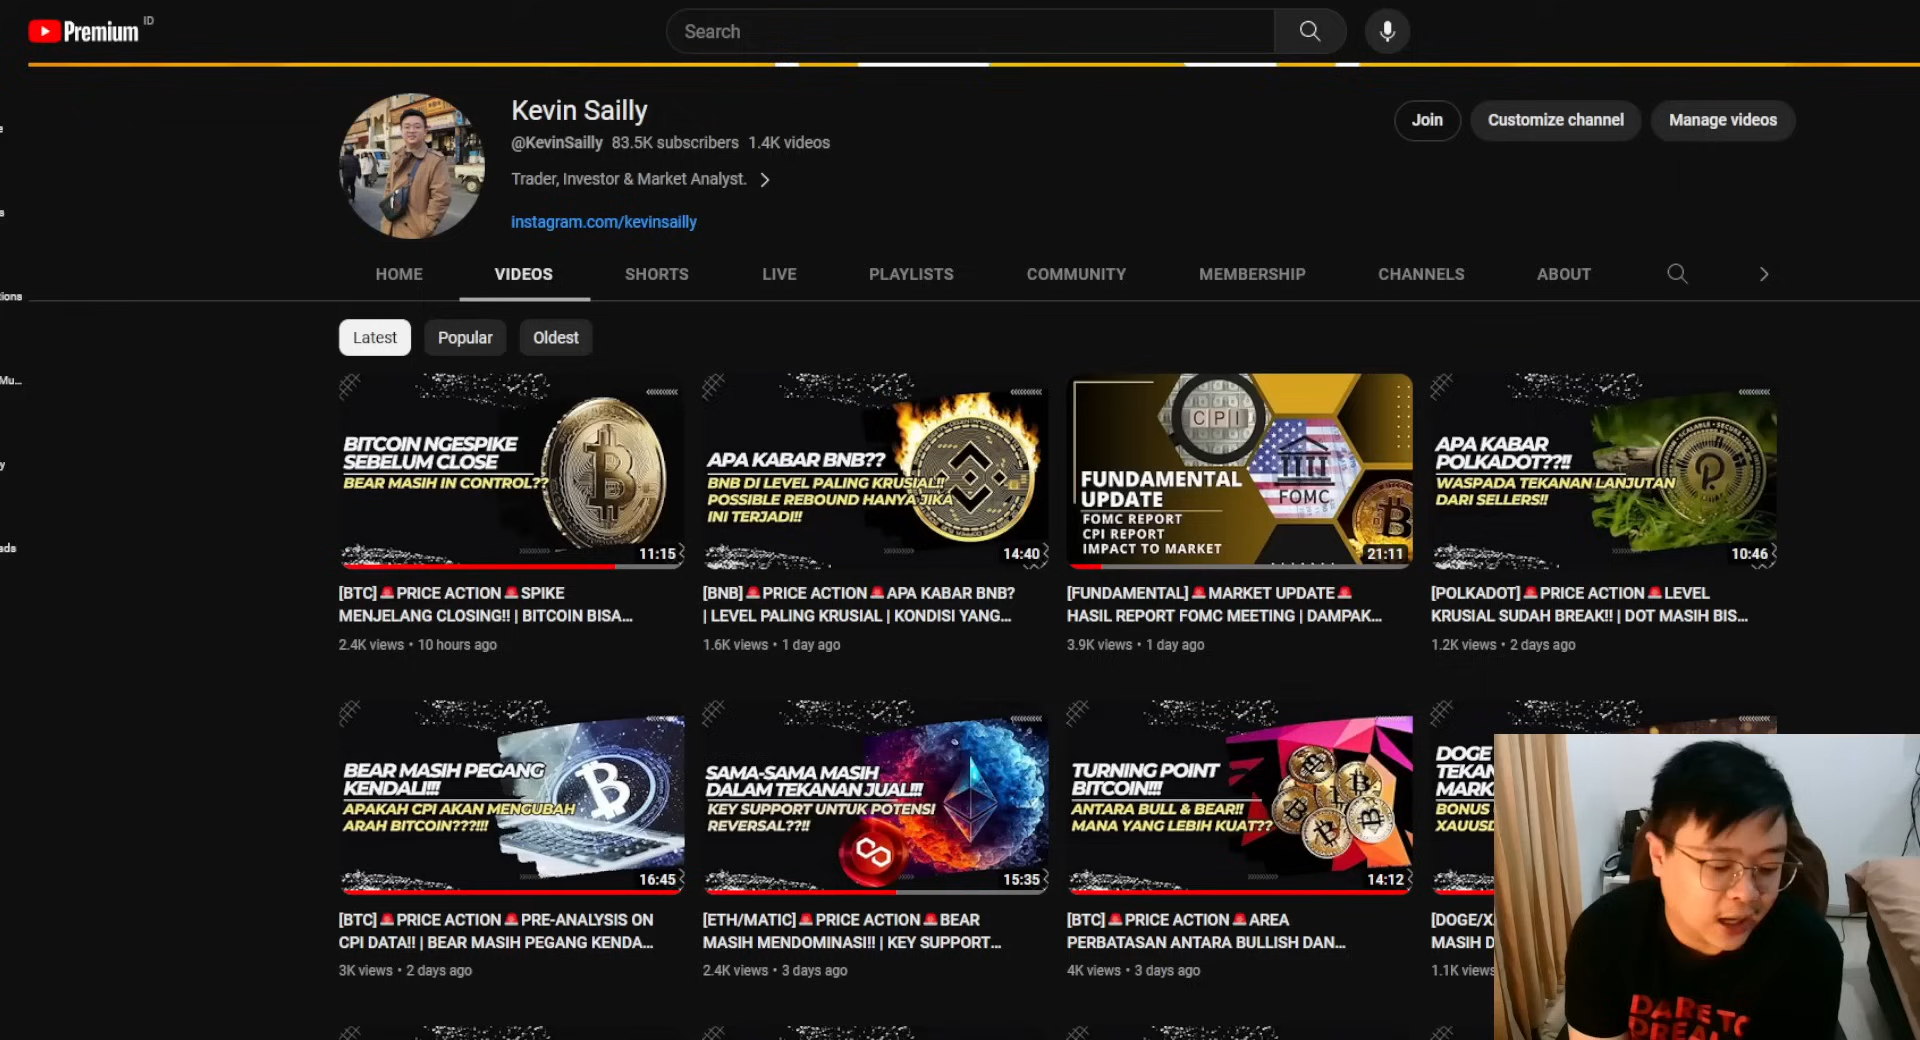 Premium ID
Search
Kevin Sailly
@KevinSailly 83.5K subscribers 1.4K videos
Trader, Investor & Market Analyst.
instagram.com/kevinsailly
Join
Customize channel
Manage videos
HOME
VIDEOS
SHORTS
LIVE
PLAYLISTS
COMMUNITY
MEMBERSHIP
CHANNELS
ABOUT
Latest
Popular
Oldest
BITCOIN NGESPIKE
SEBELUM CLOSE
BEAR MASIH IN CONTROL??
11:15
[BTC]🚨PRICE ACTION🚨SPIKE
MENJELANG CLOSING!! | BITCOIN BISA...
2.4K views • 10 hours ago
APA KABAR BNB??
BNB DI LEVEL PALING KRUSIAL!!
POSSIBLE REBOUND HANYA JIKA
INI TERJADI!!
14:40
[BNB]🚨PRICE ACTION🚨APA KABAR BNB?
| LEVEL PALING KRUSIAL | KONDISI YANG...
1.6K views • 1 day ago
CPI
FOMC
FUNDAMENTAL
UPDATE
FOMC REPORT
CPI REPORT
IMPACT TO MARKET
21:11
[FUNDAMENTAL]🚨MARKET UPDATE🚨
HASIL REPORT FOMC MEETING | DAMPAK...
3.9K views • 1 day ago
APA KABAR
POLKADOT??!!
WASPADA TEKANAN LANJUTAN
DARI SELLERS!!
10:46
[POLKADOT]🚨PRICE ACTION🚨LEVEL
KRUSIAL SUDAH BREAK!! | DOT MASIH BIS...
1.2K views • 2 days ago
BEAR MASIH PEGANG
KENDALI!!!
APAKAH CPI AKAN MENGUBAH
ARAH BITCOIN???!!!
16:45
[BTC]🚨PRICE ACTION🚨PRE-ANALYSIS ON
CPI DATA!! | BEAR MASIH PEGANG KENDA...
3K views • 2 days ago
SAMA-SAMA MASIH
DALAM TEKANAN JUAL!!!
KEY SUPPORT UNTUK POTENSI
REVERSAL??!!
15:35
[ETH/MATIC]🚨PRICE ACTION🚨BEAR
MASIH MENDOMINASI!! | KEY SUPPORT...
2.4K views • 3 days ago
TURNING POINT
BITCOIN!!!
ANTARA BULL & BEAR!!
MANA YANG LEBIH KUAT??
14:12
[BTC]🚨PRICE ACTION🚨AREA
PERBATASAN ANTARA BULLISH DAN...
4K views • 3 days ago
DOGE
TEKAN
MARK
BONUS
XAUUSD
[DOGE/X
MASIH D
1.1K views
DARE TO
DREAM